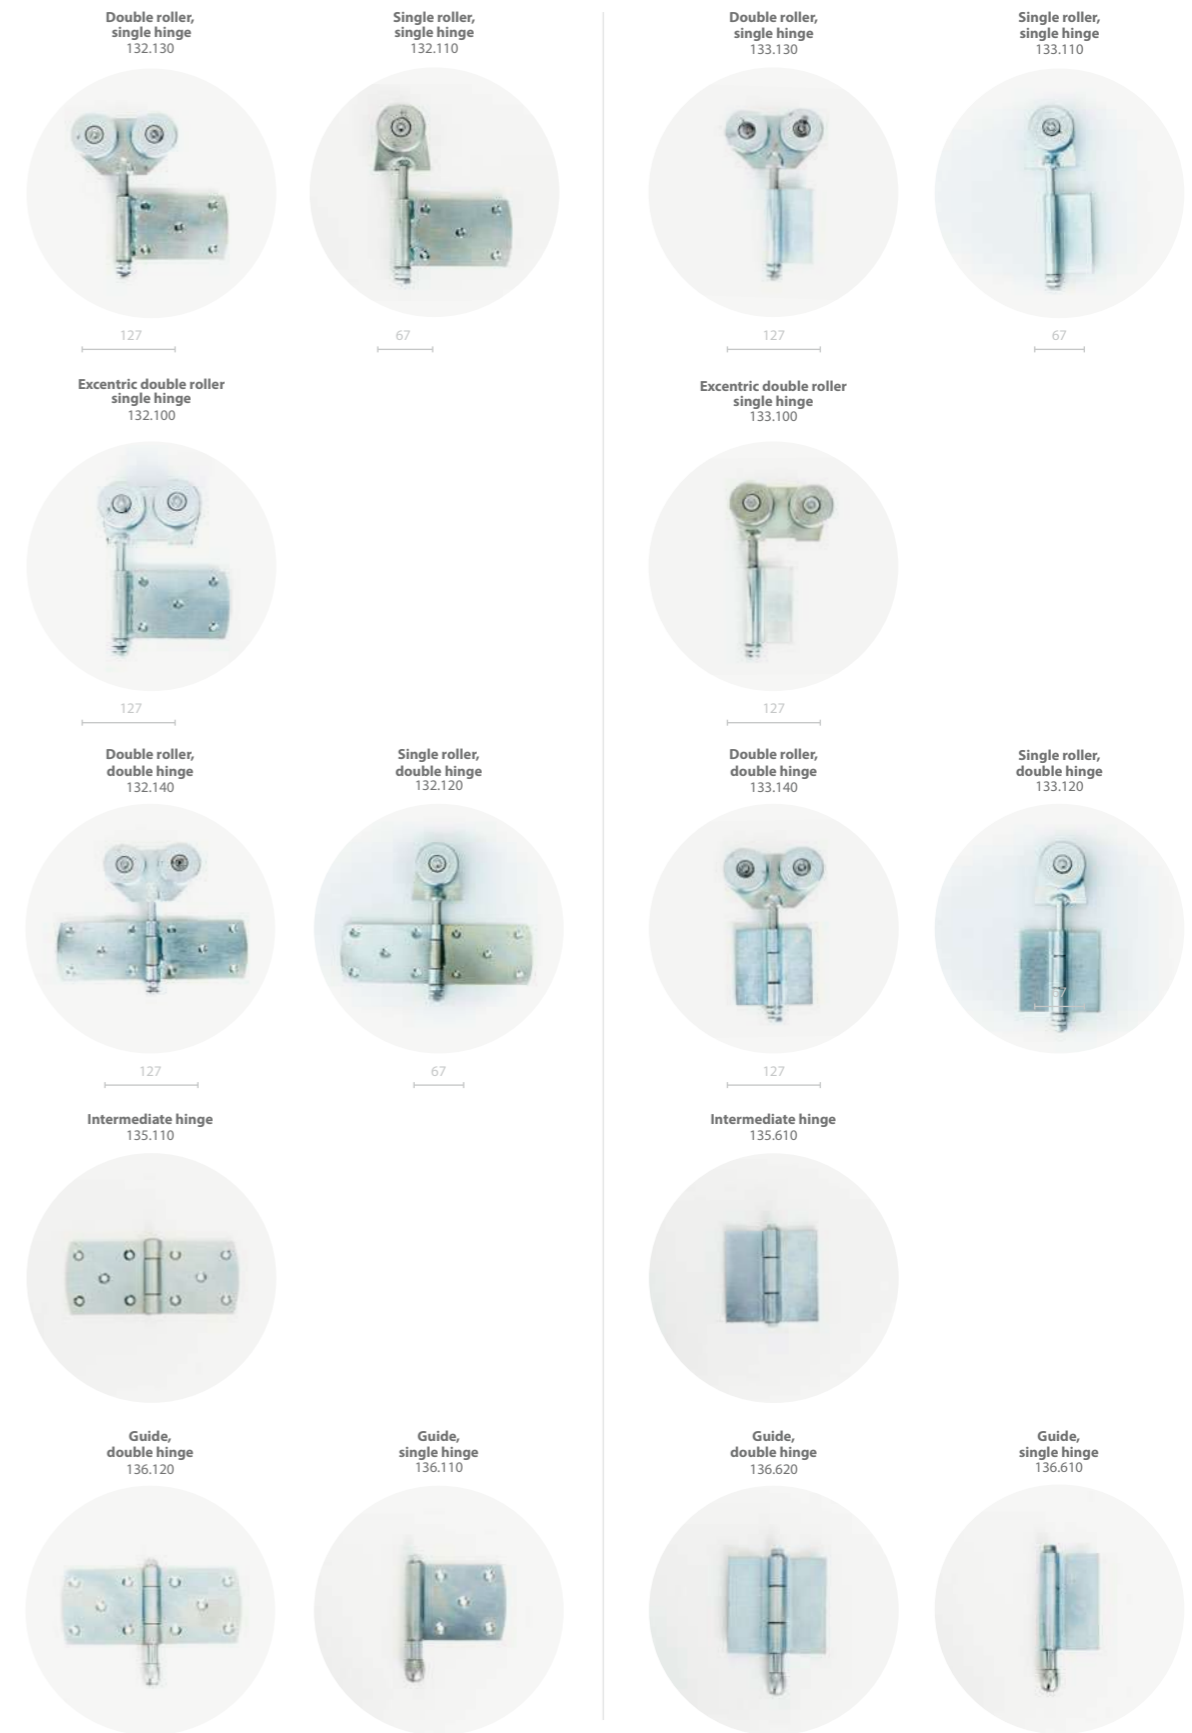 Double roller,
single hinge
132.130
Single roller,
single hinge
132.110
Double roller,
single hinge
133.130
Single roller,
single hinge
133.110
127
67
127
67
Excentric double roller
single hinge
132.100
Excentric double roller
single hinge
133.100
127
127
Double roller,
double hinge
132.140
Single roller,
double hinge
132.120
Double roller,
double hinge
133.140
Single roller,
double hinge
133.120
127
67
127
Intermediate hinge
135.110
Intermediate hinge
135.610
Guide,
double hinge
136.120
Guide,
single hinge
136.110
Guide,
double hinge
136.620
Guide,
single hinge
136.610